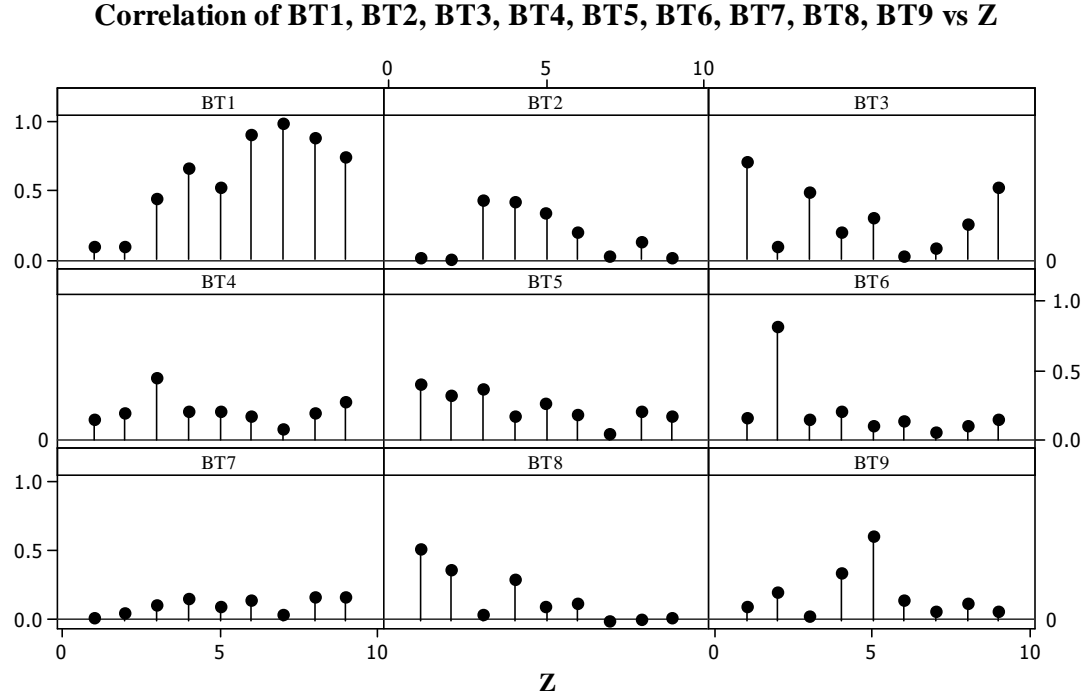 Correlation of BT1, BT2, BT3, BT4, BT5, BT6, BT7, BT8, BT9 vs Z
0 5 10
BT1 BT2 BT3
1.0
0.5
0.0 0
BT4 BT5 BT6
1.0
0.5
0 0.0
BT7 BT8 BT9
1.0
0.5
0.0 0
0 5 10 0 5 10
Z